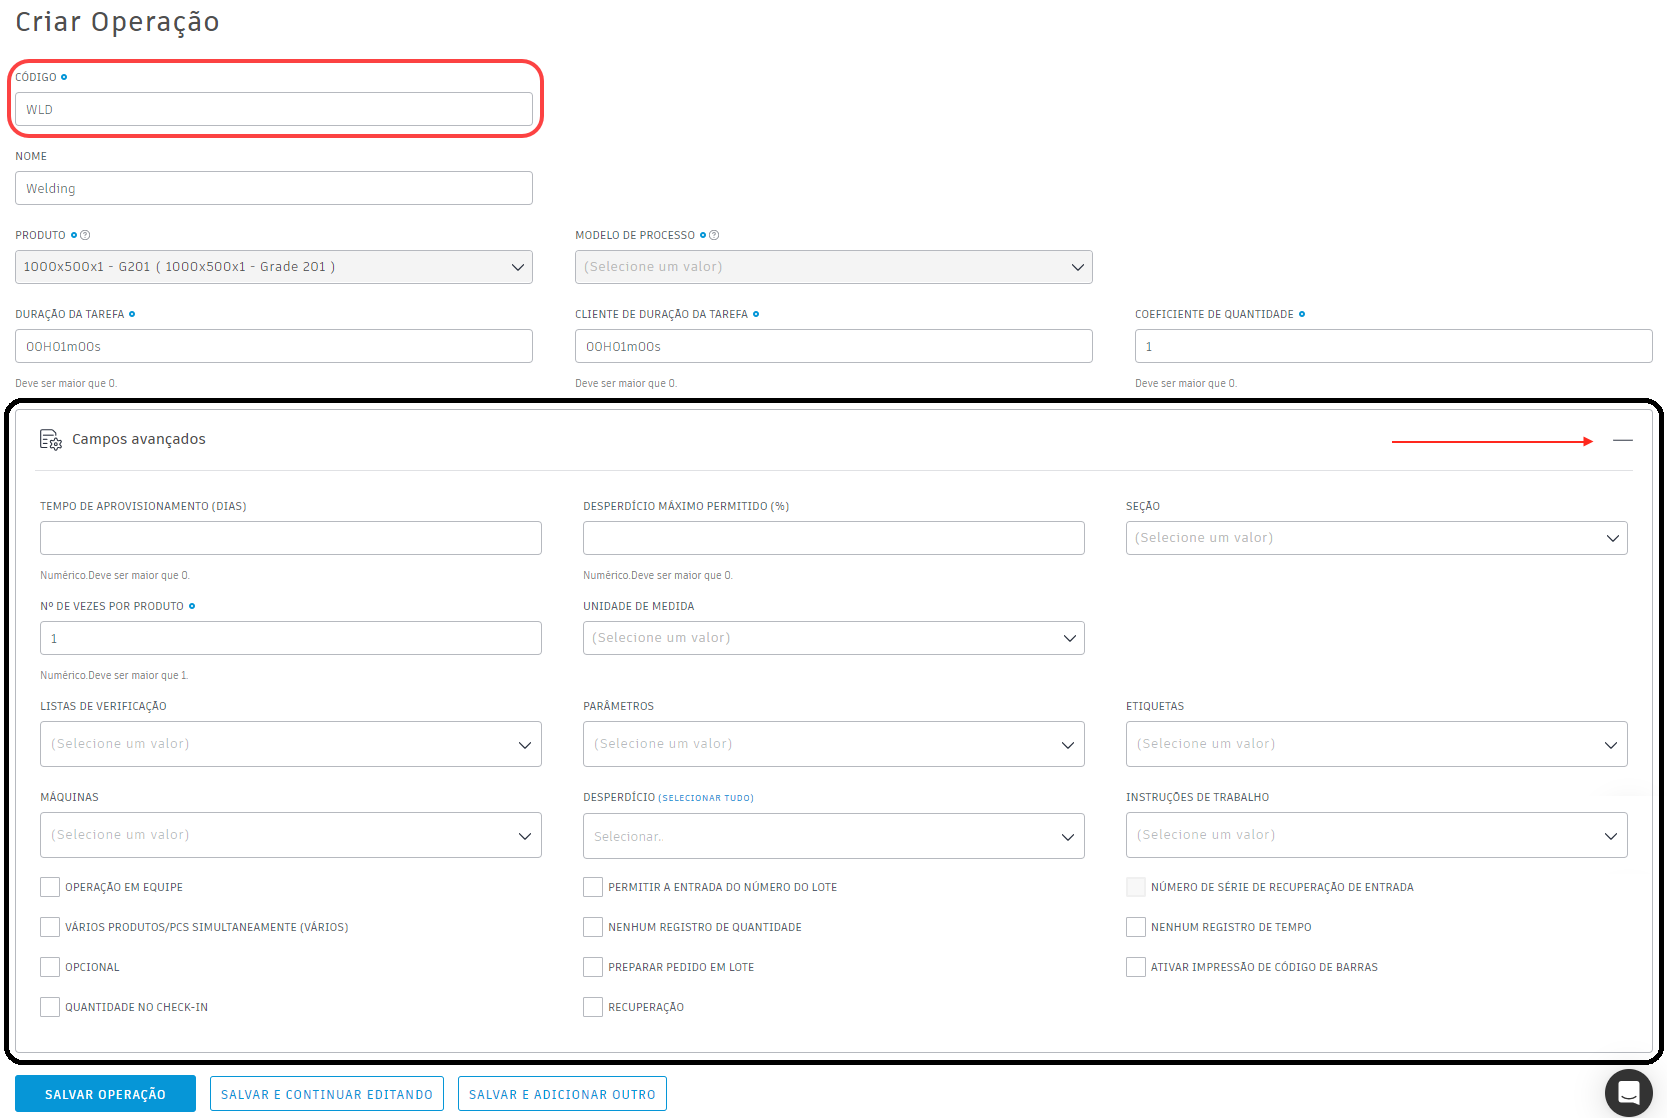 Criar Operação
CÓDIGO
WLD
NOME
Welding
PRODUTO ? MODELO DE PROCESSO ?
1000x500x1 - G201 ( 1000x500x1 - Grade 201 ) (Selecione um valor)
DURAÇÃO DA TAREFA CLIENTE DE DURAÇÃO DA TAREFA COEFICIENTE DE QUANTIDADE
00H01m00s 00H01m00s 1
Deve ser maior que 0. Deve ser maior que 0. Deve ser maior que 0.
Campos avançados
TEMPO DE APROVISIONAMENTO (DIAS) DESPERDÍCIO MÁXIMO PERMITIDO (%) SEÇÃO
(Selecione um valor)
Numérico.Deve ser maior que 0. Numérico.Deve ser maior que 0.
Nº DE VEZES POR PRODUTO UNIDADE DE MEDIDA
1 (Selecione um valor)
Numérico.Deve ser maior que 1.
LISTAS DE VERIFICAÇÃO PARÂMETROS ETIQUETAS
(Selecione um valor) (Selecione um valor) (Selecione um valor)
MÁQUINAS DESPERDÍCIO (SELECIONAR TUDO) INSTRUÇÕES DE TRABALHO
(Selecione um valor) Selecionar. (Selecione um valor)
OPERAÇÃO EM EQUIPE PERMITIR A ENTRADA DO NÚMERO DO LOTE NÚMERO DE SÉRIE DE RECUPERAÇÃO DE ENTRADA
VÁRIOS PRODUTOS/PCS SIMULTANEAMENTE (VÁRIOS) NENHUM REGISTRO DE QUANTIDADE NENHUM REGISTRO DE TEMPO
OPCIONAL PREPARAR PEDIDO EM LOTE ATIVAR IMPRESSÃO DE CÓDIGO DE BARRAS
QUANTIDADE NO CHECK-IN RECUPERAÇÃO
SALVAR OPERAÇÃO SALVAR E CONTINUAR EDITANDO SALVAR E ADICIONAR OUTRO